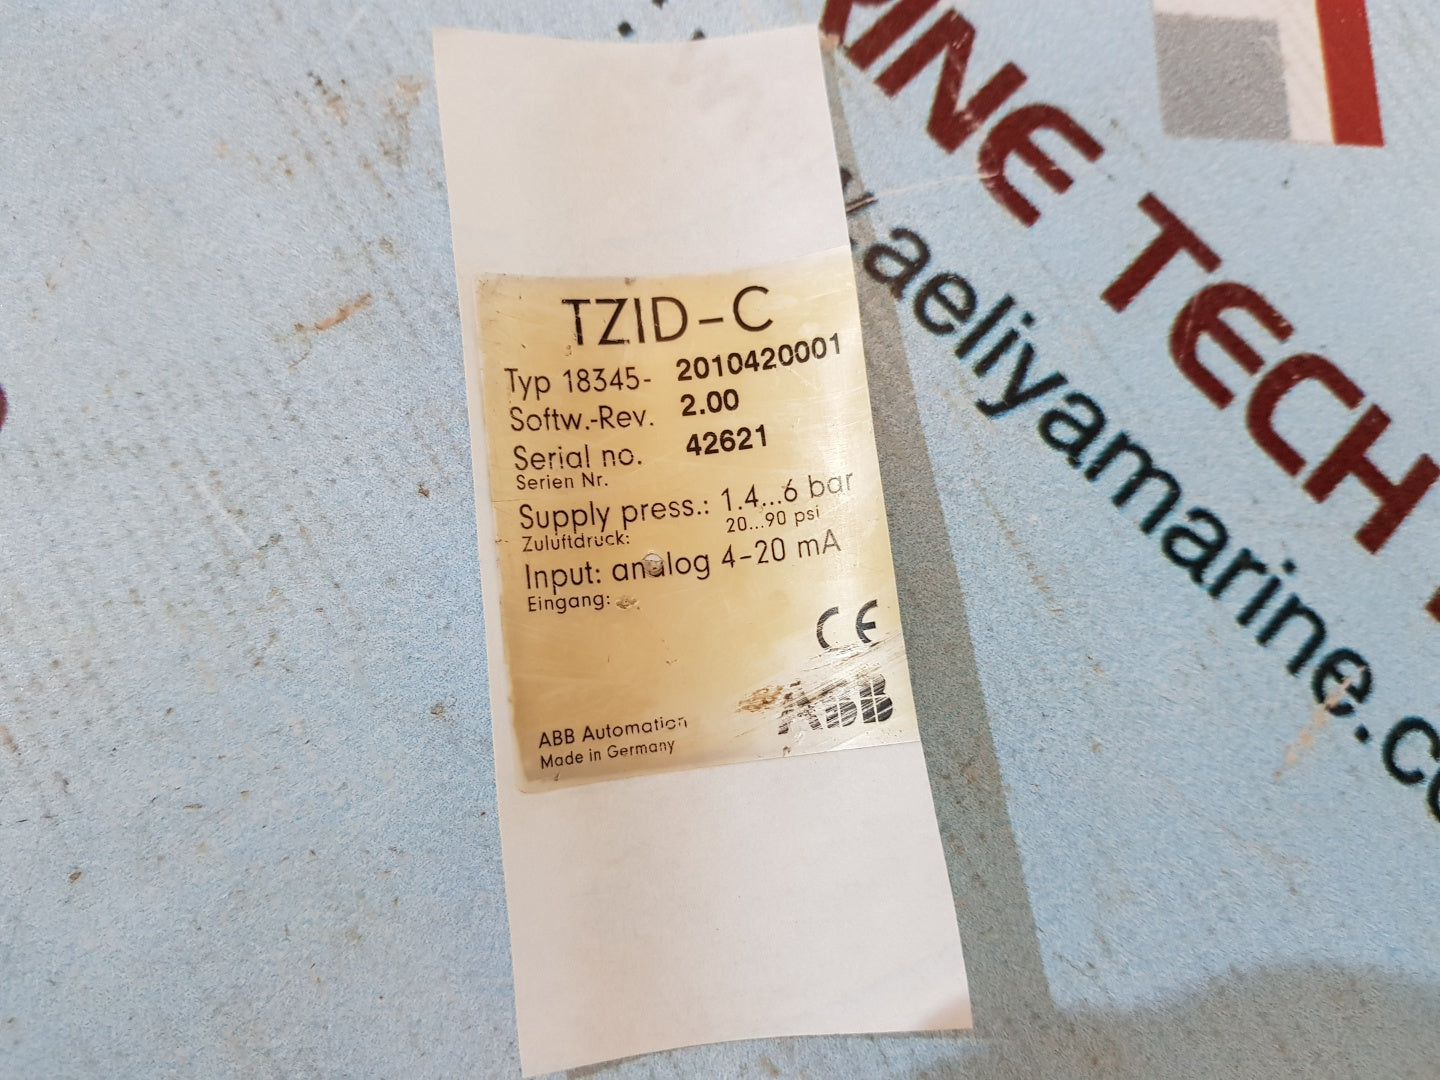 TZID-C
Typ 18345- 2010420001
Softw.-Rev. 2.00
Serial no. 42621
Serien Nr.
Supply press.: 1.4...6 bar
Zuluftdruck: 20...90 psi
Input: analog 4-20 mA
Eingang:
CE
ABB
ABB Automation
Made in Germany
RINE TECH
.aeliyamarine.co